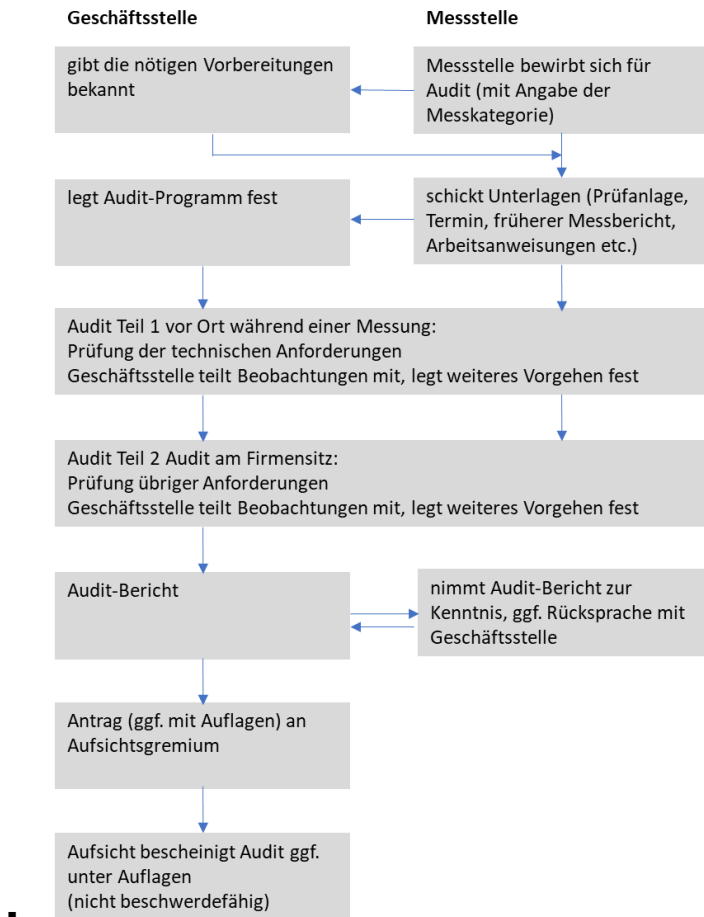 Geschäftsstelle
Messstelle
gibt die nötigen Vorbereitungen
bekannt
Messstelle bewirbt sich für
Audit (mit Angabe der
Messkategorie)
legt Audit-Programm fest
schickt Unterlagen (Prüfanlage,
Termin, früherer Messbericht,
Arbeitsanweisungen etc.)
Audit Teil 1 vor Ort während einer Messung:
Prüfung der technischen Anforderungen
Geschäftsstelle teilt Beobachtungen mit, legt weiteres Vorgehen fest
Audit Teil 2 Audit am Firmensitz:
Prüfung übriger Anforderungen
Geschäftsstelle teilt Beobachtungen mit, legt weiteres Vorgehen fest
Audit-Bericht
nimmt Audit-Bericht zur
Kenntnis, ggf. Rücksprache mit
Geschäftsstelle
Antrag (ggf. mit Auflagen) an
Aufsichtsgremium
Aufsicht bescheinigt Audit ggf.
unter Auflagen
(nicht beschwerdefähig)